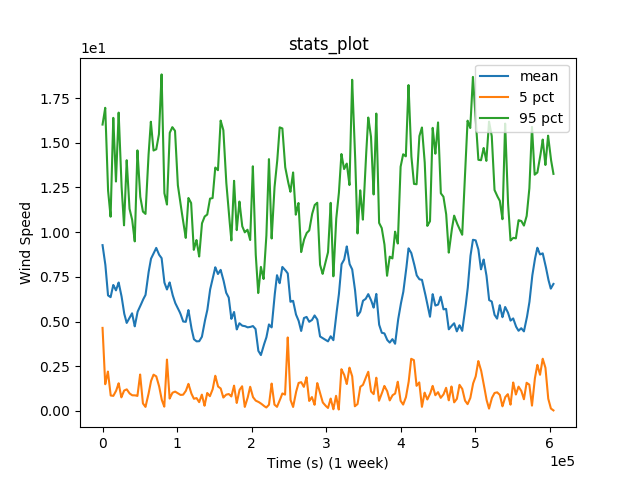 stats_plot
1e1
mean
5 pct
95 pct
1.75
1.50
1.25
1.00
0.75
0.50
0.25
0.00
Wind Speed
0 1 2 3 4 5 6
1e5
Time (s) (1 week)